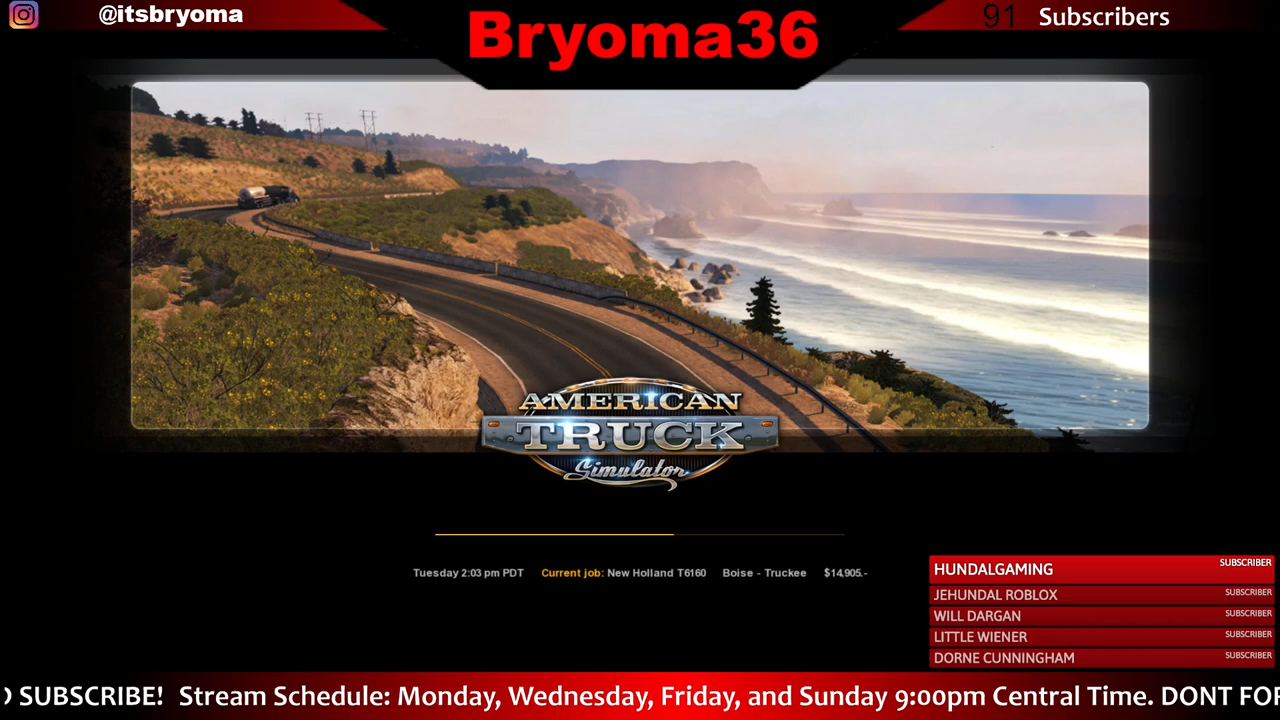 @itsbryoma
Bryoma36
91 Subscribers
AMERICAN
TRUCK
Simulator
Tuesday 2:03 pm PDT Current job: New Holland T6160 Boise - Truckee $14,905.-
HUNDALGAMING SUBSCRIBER
JEHUNDAL ROBLOX SUBSCRIBER
WILL DARGAN SUBSCRIBER
LITTLE WIENER SUBSCRIBER
DORNE CUNNINGHAM SUBSCRIBER
SUBSCRIBE! Stream Schedule: Monday, Wednesday, Friday, and Sunday 9:00pm Central Time. DONT FOR